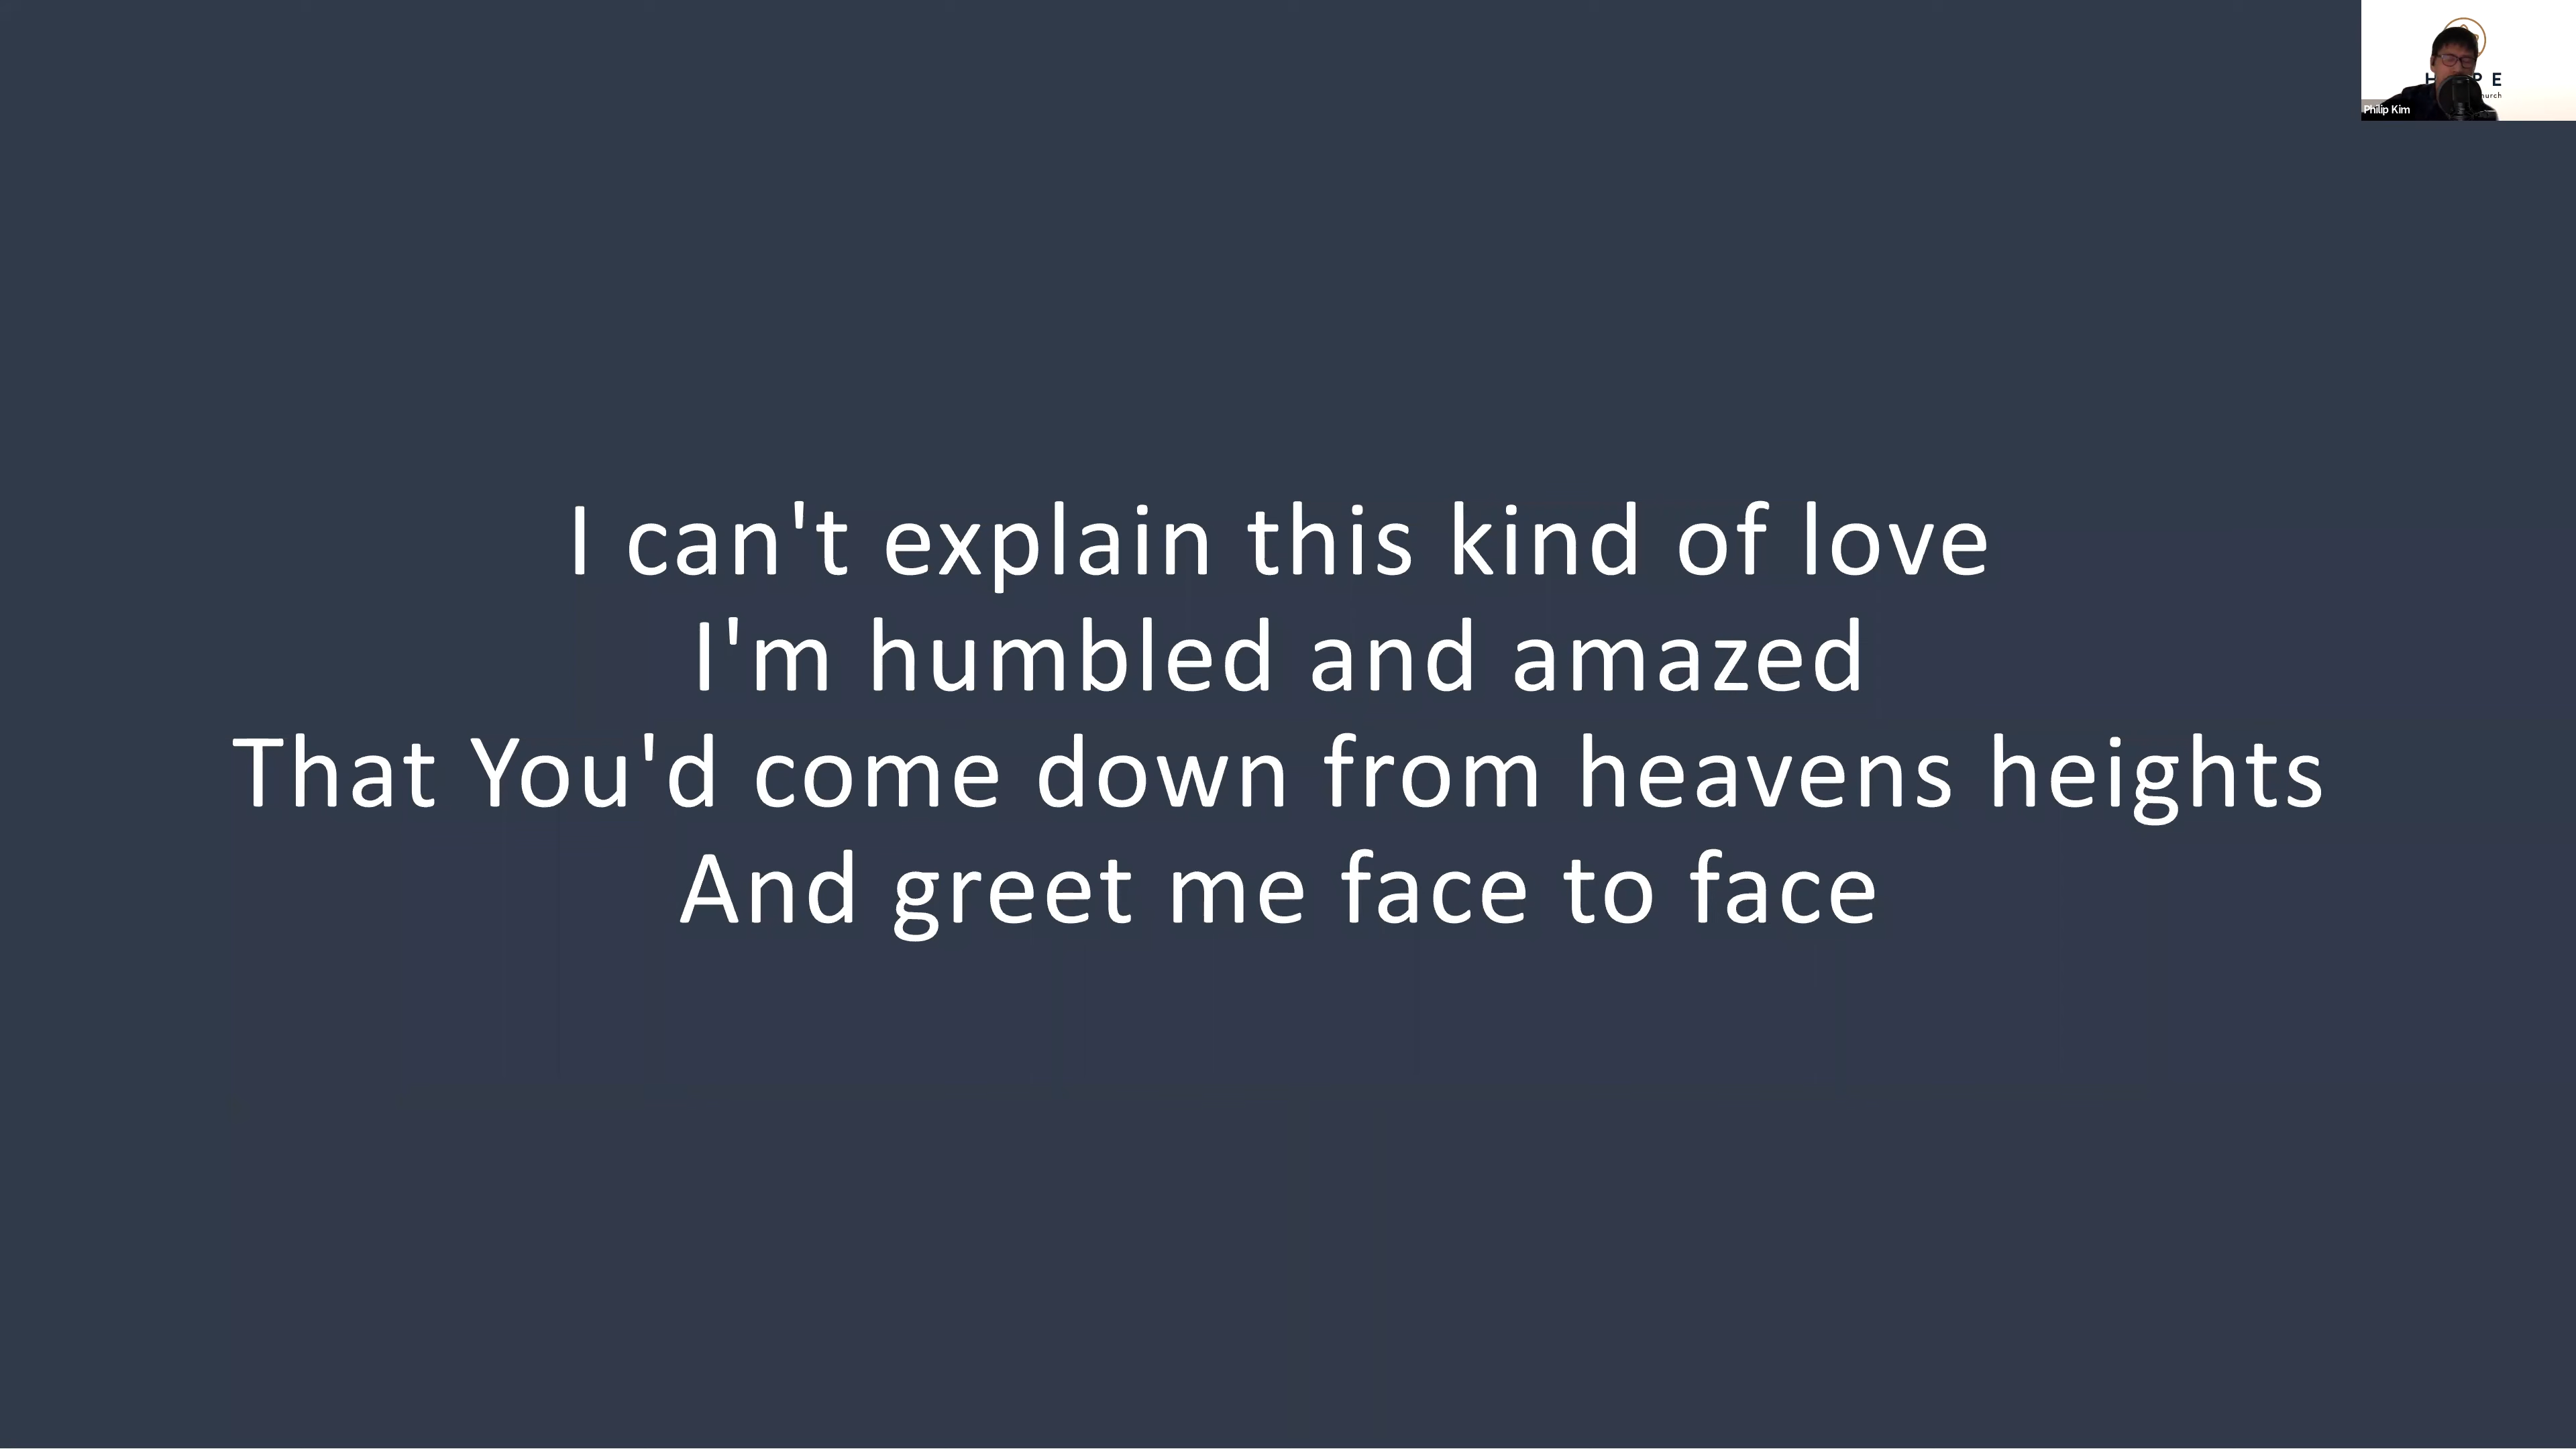 I can't explain this kind of love
I'm humbled and amazed
That You'd come down from heavens heights
And greet me face to face
Philip Kim